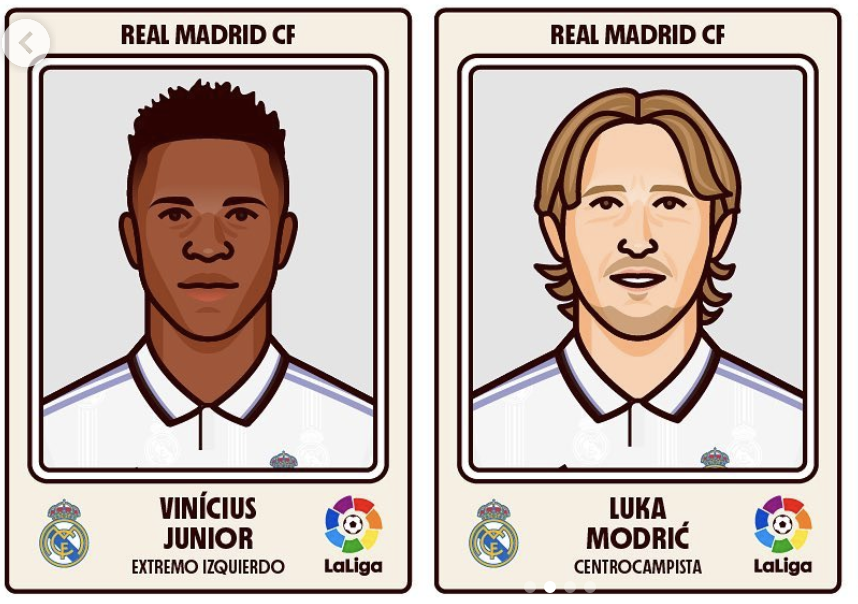 REAL MADRID CF
VINÍCIUS
JUNIOR
EXTREMO IZQUIERDO
LaLiga
REAL MADRID CF
LUKA
MODRIĆ
CENTROCAMPISTA
LaLiga